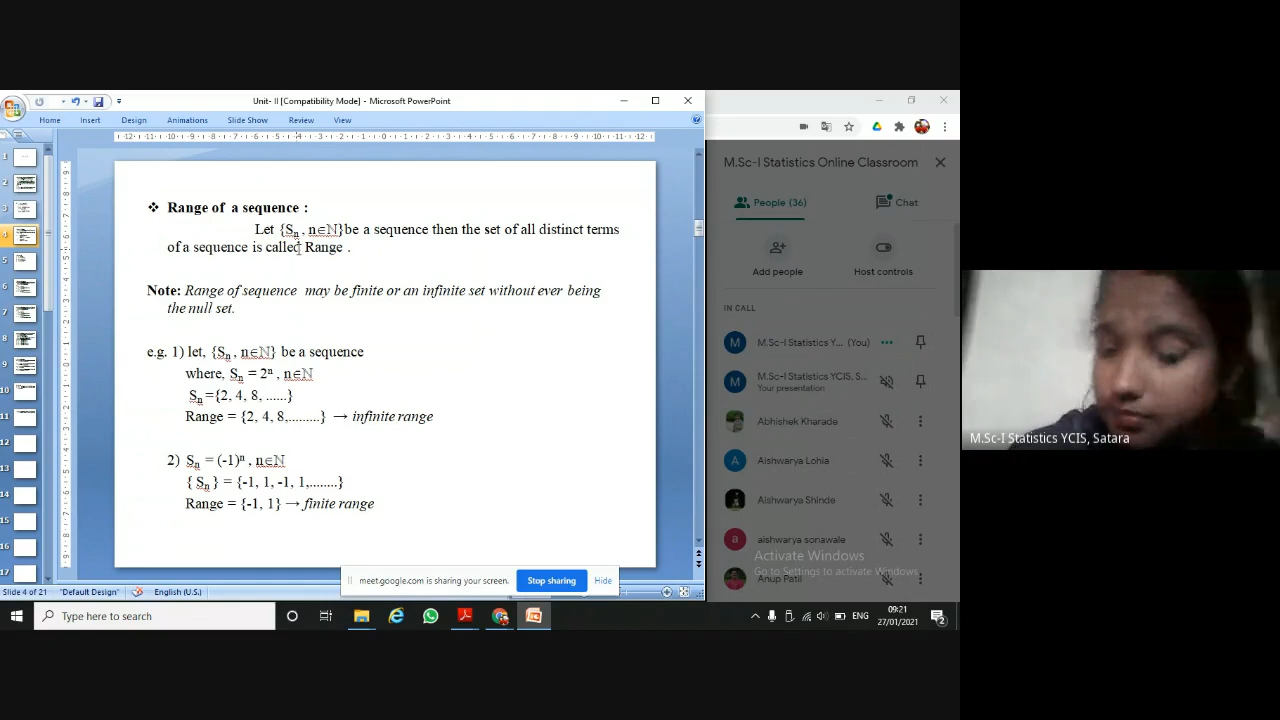 Unit- II [Compatibility Mode] - Microsoft PowerPoint
Home Insert Design Animations Slide Show Review View
❖ Range of a sequence :
Let {Sn , n∈ℕ}be a sequence then the set of all distinct terms
of a sequence is called Range .
Note: Range of sequence may be finite or an infinite set without ever being
the null set.
e.g. 1) let, {Sn , n∈ℕ} be a sequence
where, Sn = 2ⁿ , n∈ℕ
Sn ={2, 4, 8, ......}
Range = {2, 4, 8,.........} → infinite range
2) Sn = (-1)ⁿ , n∈ℕ
{ Sn } = {-1, 1, -1, 1,........}
Range = {-1, 1} → finite range
meet.google.com is sharing your screen. Stop sharing Hide
Slide 4 of 21 "Default Design" English (U.S.)
Type here to search
M.Sc-I Statistics Online Classroom
People (36) Chat
Add people Host controls
IN CALL
M.Sc-I Statistics Y... (You)
M.Sc-I Statistics YCIS, S...
Your presentation
Abhishek Kharade
Aishwarya Lohia
Aishwarya Shinde
aishwarya sonawale
Anup Patil
Activate Windows
Go to Settings to activate Windows.
ENG
09:21
27/01/2021
M.Sc-I Statistics YCIS, Satara